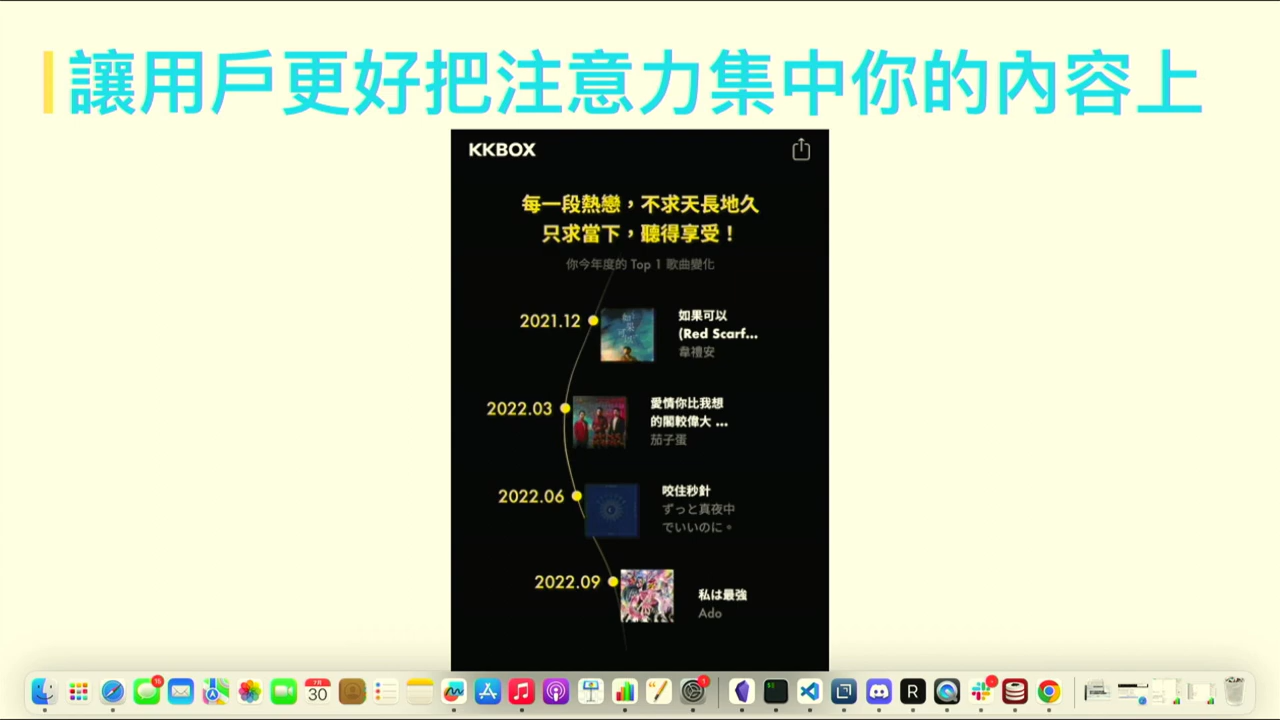 讓用戶更好把注意力集中你的內容上
KKBOX
每一段熱戀，不求天長地久
只求當下，聽得享受！
你今年度的 Top 1 歌曲變化
2021.12
如果可以
(Red Scarf...
韋禮安
2022.03
愛情你比我想
的閣較偉大 ...
茄子蛋
2022.06
咬住秒針
ずっと真夜中
でいいのに。
2022.09
私は最強
Ado
16
7月
30
1
R